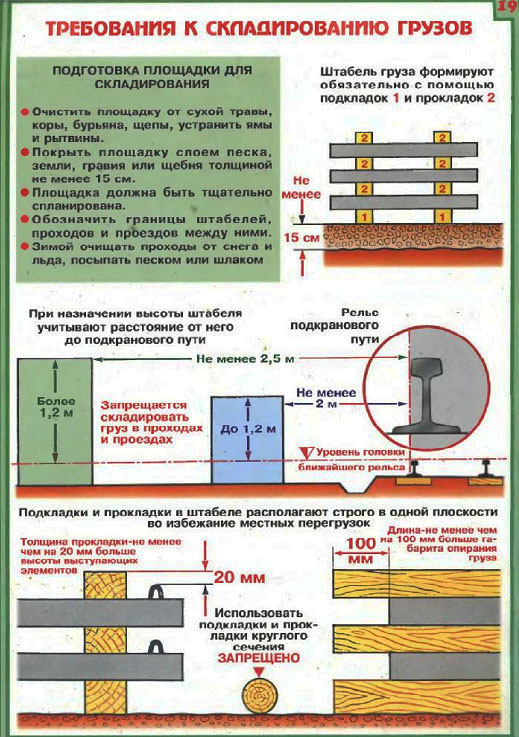 19
ТРЕБОВАНИЯ К СКЛАДИРОВАНИЮ ГРУЗОВ
ПОДГОТОВКА ПЛОЩАДКИ ДЛЯ
СКЛАДИРОВАНИЯ
● Очистить площадку от сухой травы,
коры, бурьяна, щепы, устранить ямы
и рытвины.
● Покрыть площадку слоем песка,
земли, гравия или щебня толщиной
не менее 15 см.
● Площадка должна быть тщательно
спланирована.
● Обозначить границы штабелей,
проходов и проездов между ними.
● Зимой очищать проходы от снега и
льда, посыпать песком или шлаком
Штабель груза формируют
обязательно с помощью
подкладок 1 и прокладок 2
2 2
2 2
2 2
1 1
Не
менее
15 см
При назначении высоты штабеля
учитывают расстояние от него
до подкранового пути
Рельс
подкранового
пути
Не менее 2,5 м
Более
1,2 м
Запрещается
складировать
груз в проходах
и проездах
До 1,2 м
Не менее
2 м
Уровень головки
ближайшего рельса
Подкладки и прокладки в штабеле располагают строго в одной плоскости
во избежание местных перегрузок
Толщина прокладки-не менее
чем на 20 мм больше
высоты выступающих
элементов
20 мм
Использовать
подкладки и прок-
ладки круглого
сечения
ЗАПРЕЩЕНО
100
мм
Длина-не менее чем
на 100 мм больше га-
барита опирания
груза